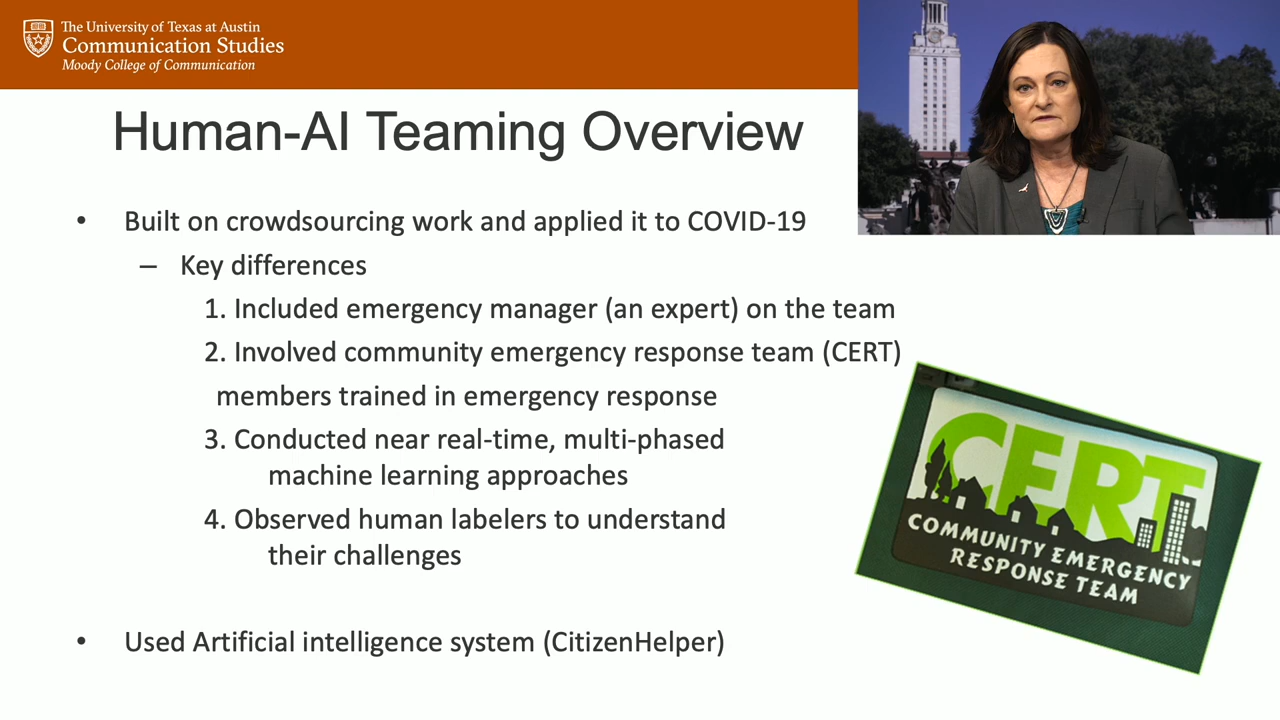 The University of Texas at Austin
Communication Studies
Moody College of Communication
Human-AI Teaming Overview
• Built on crowdsourcing work and applied it to COVID-19
– Key differences
1. Included emergency manager (an expert) on the team
2. Involved community emergency response team (CERT)
members trained in emergency response
3. Conducted near real-time, multi-phased
machine learning approaches
4. Observed human labelers to understand
their challenges
• Used Artificial intelligence system (CitizenHelper)
CERT
COMMUNITY EMERGENCY
RESPONSE TEAM